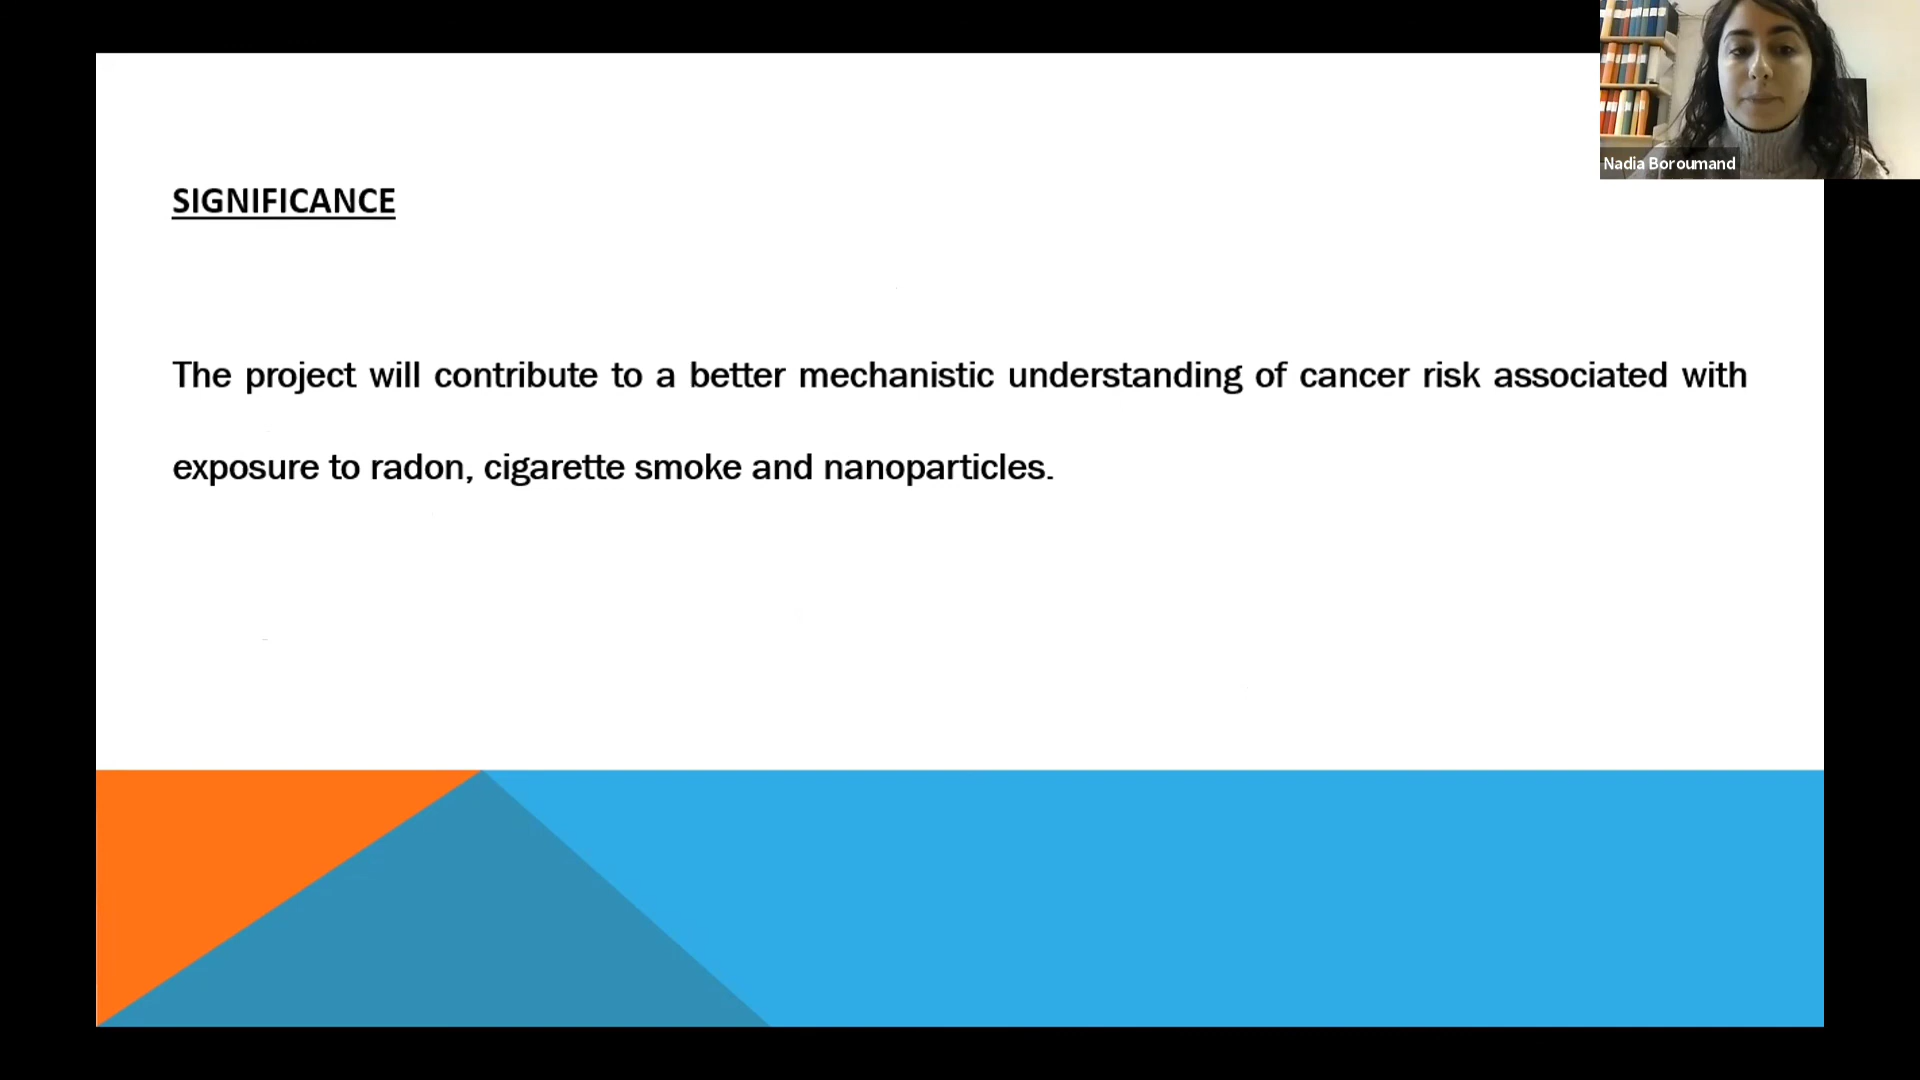 Nadia Boroumand
SIGNIFICANCE
The project will contribute to a better mechanistic understanding of cancer risk associated with
exposure to radon, cigarette smoke and nanoparticles.